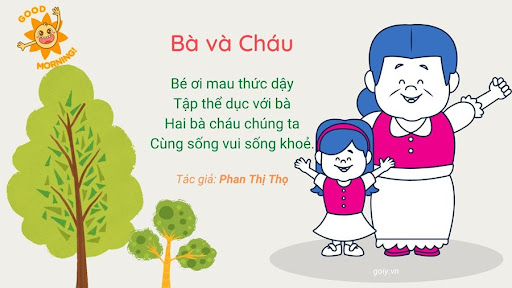 GOOD
MORNING!
Bà và Cháu
Bé ơi mau thức dậy
Tập thể dục với bà
Hai bà cháu chúng ta
Cùng sống vui sống khoẻ.
Tác giả: Phan Thị Thọ
goiy.vn